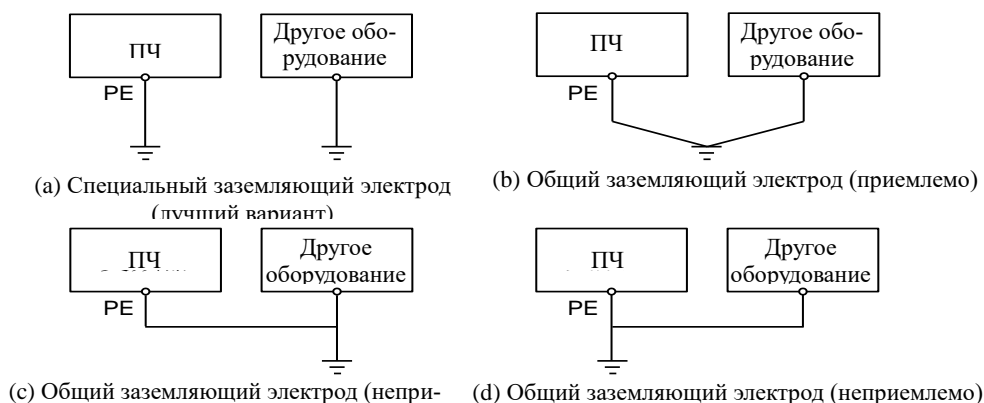 ПЧ
Другое обо-
рудование
PE
(a) Специальный заземляющий электрод
(лучший вариант)
ПЧ
Другое обо-
рудование
PE
(b) Общий заземляющий электрод (приемлемо)
ПЧ
Другое
оборудование
PE
(c) Общий заземляющий электрод (непри-
ПЧ
Другое
оборудование
PE
(d) Общий заземляющий электрод (неприемлемо)